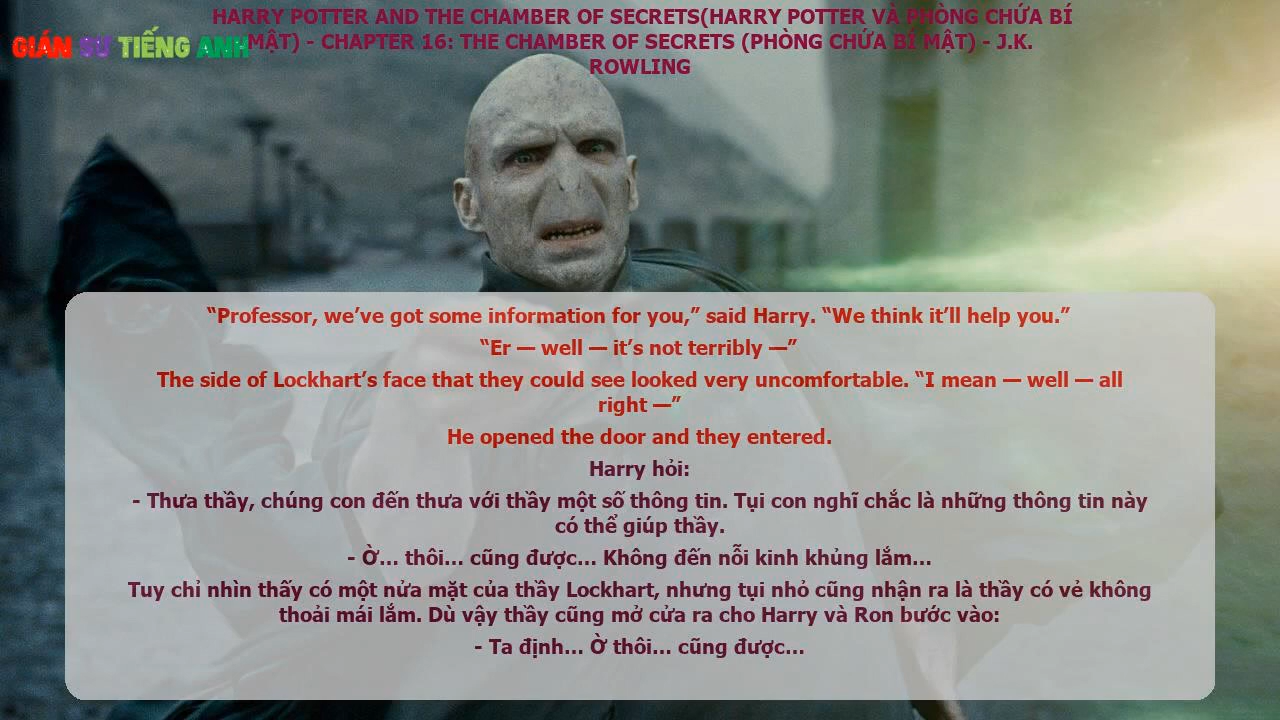 HARRY POTTER AND THE CHAMBER OF SECRETS(HARRY POTTER VÀ PHÒNG CHỨA BÍ
MẬT) - CHAPTER 16: THE CHAMBER OF SECRETS (PHÒNG CHỨA BÍ MẬT) - J.K.
ROWLING
GIÁN SƯ TIẾNG ANH
“Professor, we’ve got some information for you,” said Harry. “We think it’ll help you.”
“Er — well — it’s not terribly —”
The side of Lockhart’s face that they could see looked very uncomfortable. “I mean — well — all
right —”
He opened the door and they entered.
Harry hỏi:
- Thưa thầy, chúng con đến thưa với thầy một số thông tin. Tụi con nghĩ chắc là những thông tin này
có thể giúp thầy.
- Ờ... thôi... cũng được... Không đến nỗi kinh khủng lắm...
Tuy chỉ nhìn thấy có một nửa mặt của thầy Lockhart, nhưng tụi nhỏ cũng nhận ra là thầy có vẻ không
thoải mái lắm. Dù vậy thầy cũng mở cửa ra cho Harry và Ron bước vào:
- Ta định... Ờ thôi... cũng được...